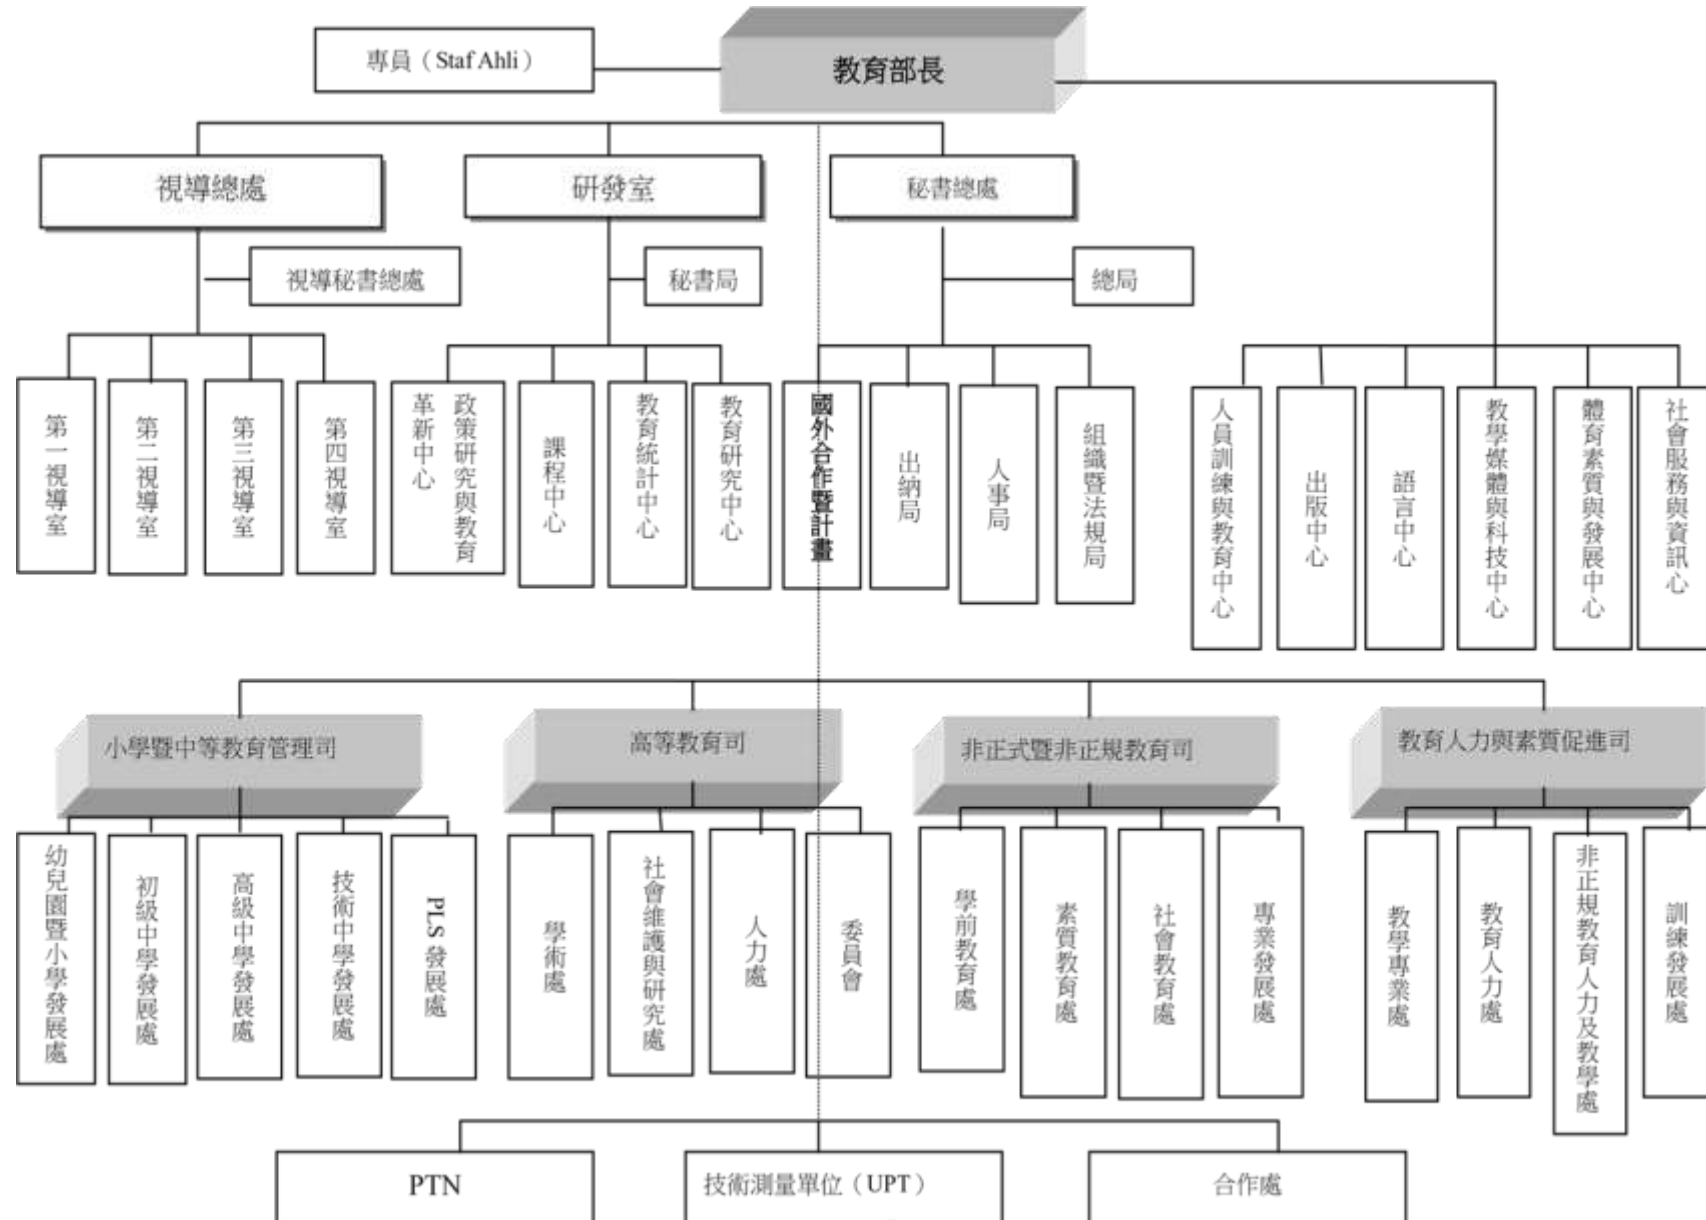 專員（Staf Ahli）
教育部長
視導總處
研發室
秘書總處
視導秘書總處
秘書局
總局
第一視導室
第二視導室
第三視導室
第四視導室
政策研究與教育
革新中心
課程中心
教育統計中心
教育研究中心
國外合作暨計畫
出納局
人事局
組織暨法規局
人員訓練與教育中心
出版中心
語言中心
教學媒體與科技中心
體育素質與發展中心
社會服務與資訊心
小學暨中等教育管理司
高等教育司
非正式暨非正規教育司
教育人力與素質促進司
幼兒園暨小學發展處
初級中學發展處
高級中學發展處
技術中學發展處
PLS 發展處
學術處
社會維護與研究處
人力處
委員會
學前教育處
素質教育處
社會教育處
專業發展處
教學專業處
教育人力處
非正規教育人力及教學處
訓練發展處
PTN
技術測量單位（UPT）
合作處